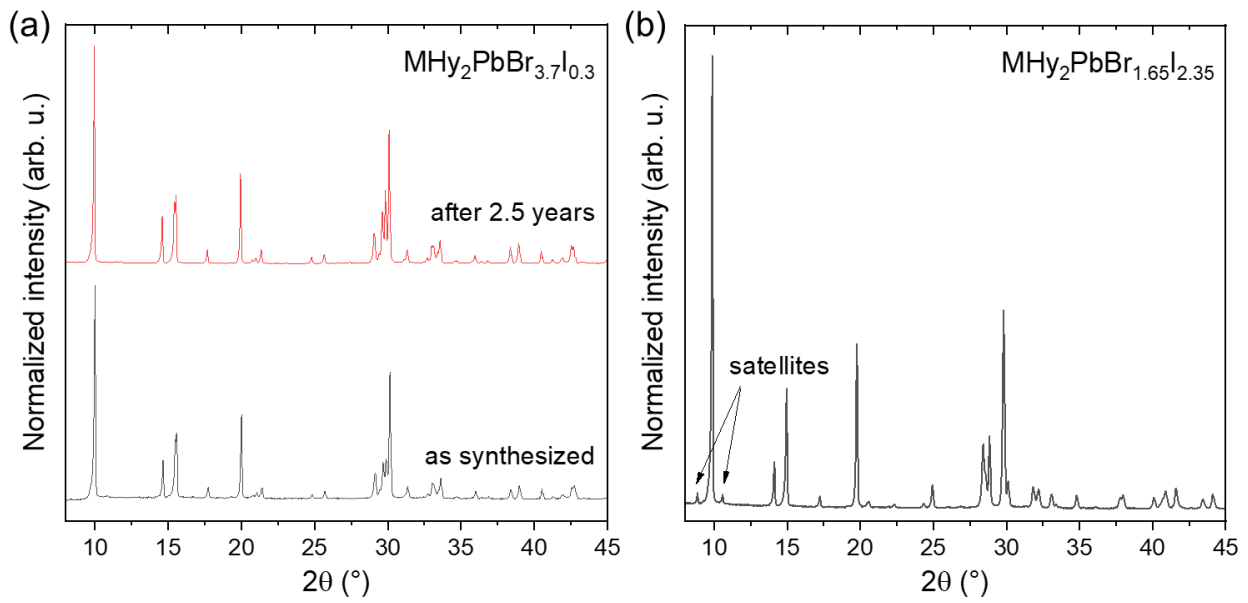 (a)
MHy₂PbBr₃.₇I₀.₃
after 2.5 years
as synthesized
Normalized intensity (arb. u.)
10 15 20 25 30 35 40 45
2θ (°)
(b)
MHy₂PbBr₁.₆₅I₂.₃₅
satellites
Normalized intensity (arb. u.)
10 15 20 25 30 35 40 45
2θ (°)